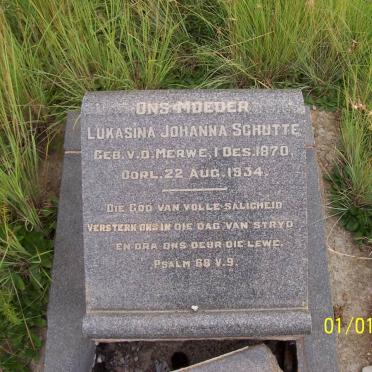 ONS MOEDER
LUKASINA JOHANNA SCHUTTE
GEB. V.D. MERWE, 1 DES. 1870.
OORL. 22 AUG. 1934.
DIE GOD VAN VOLLE SALIGHEID
VERSTERK ONS IN DIE DAG VAN STRYD
EN DRA ONS DEUR DIE LEWE.
PSALM 68 V. 9.
01/01